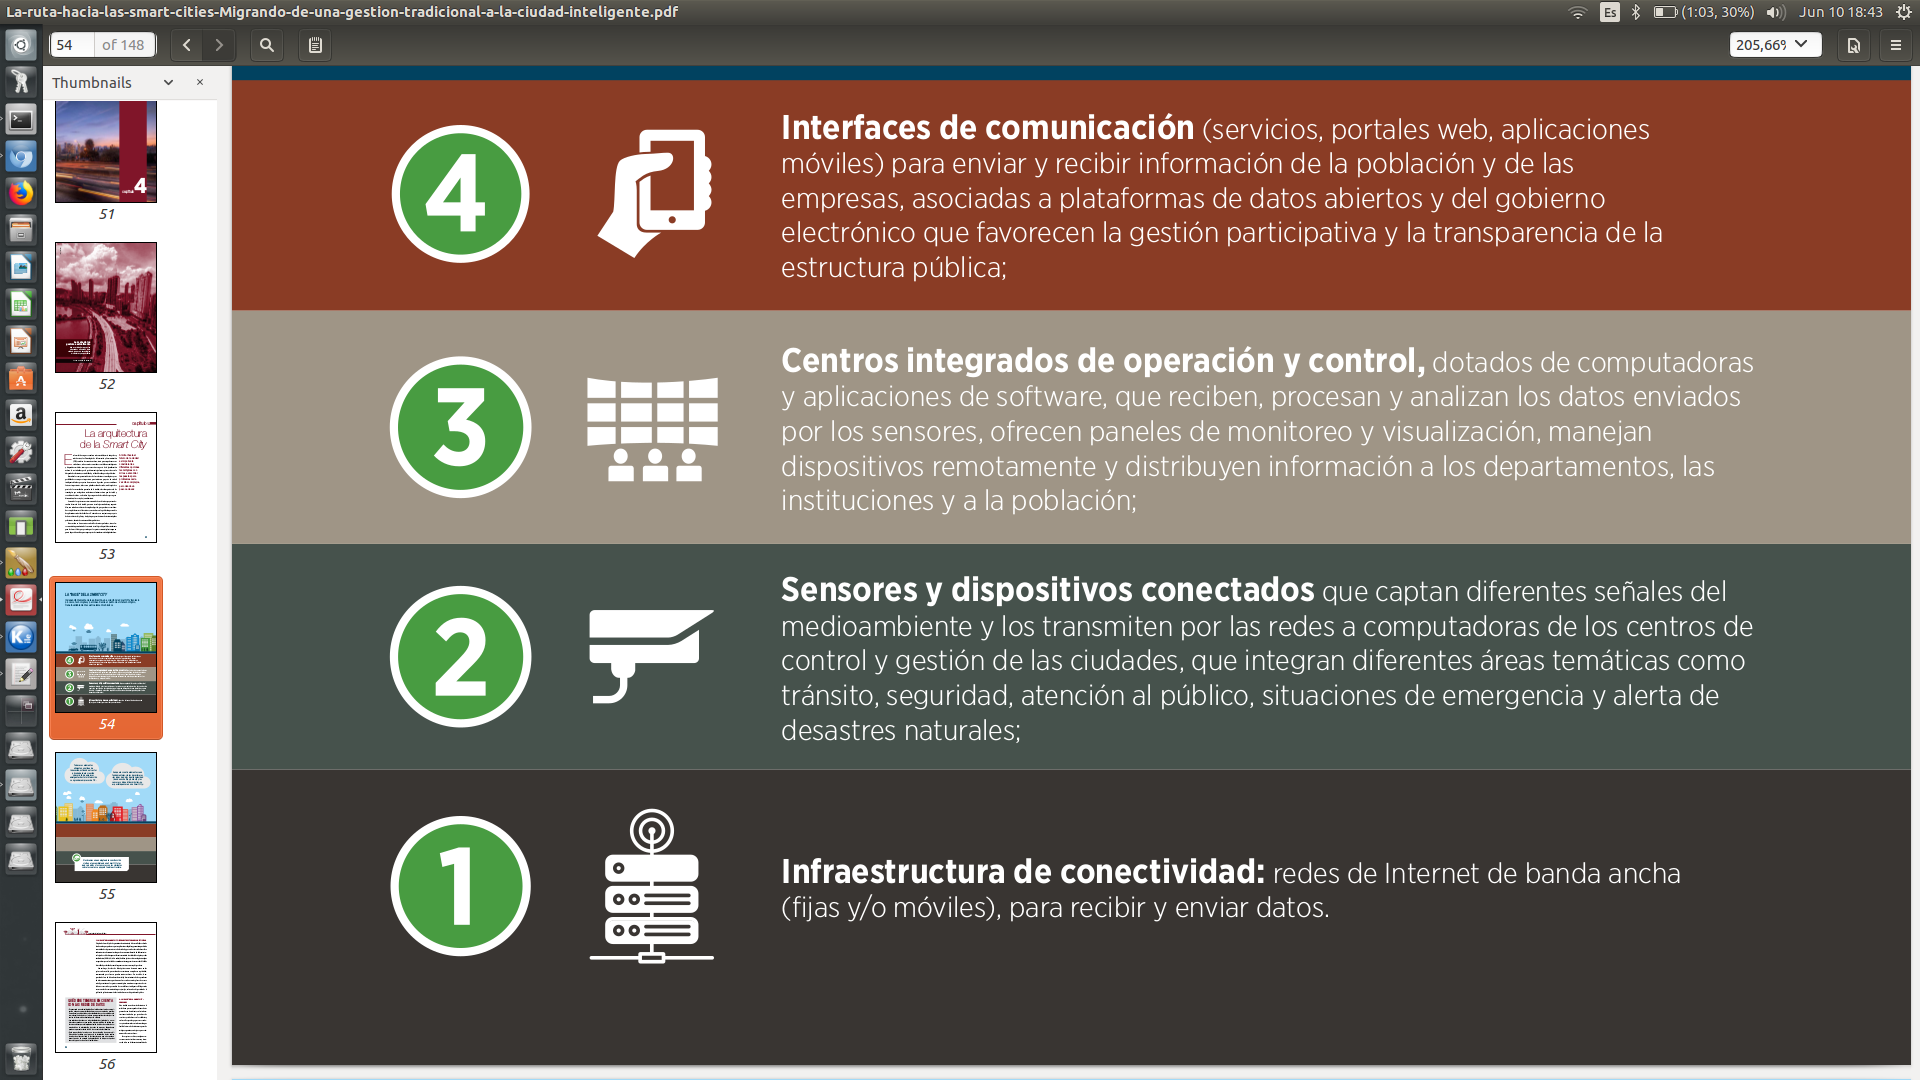 La-ruta-hacia-las-smart-cities-Migrando-de-una-gestion-tradicional-a-la-ciudad-inteligente.pdf
Es
(1:03, 30%)
Jun 10 18:43
54
of 148
205,66%
Thumbnails
4
51
52
La arquitectura
de la Smart City
53
54
55
56
4
Interfaces de comunicación (servicios, portales web, aplicaciones
móviles) para enviar y recibir información de la población y de las
empresas, asociadas a plataformas de datos abiertos y del gobierno
electrónico que favorecen la gestión participativa y la transparencia de la
estructura pública;
3
Centros integrados de operación y control, dotados de computadoras
y aplicaciones de software, que reciben, procesan y analizan los datos enviados
por los sensores, ofrecen paneles de monitoreo y visualización, manejan
dispositivos remotamente y distribuyen información a los departamentos, las
instituciones y a la población;
2
Sensores y dispositivos conectados que captan diferentes señales del
medioambiente y los transmiten por las redes a computadoras de los centros de
control y gestión de las ciudades, que integran diferentes áreas temáticas como
tránsito, seguridad, atención al público, situaciones de emergencia y alerta de
desastres naturales;
1
Infraestructura de conectividad: redes de Internet de banda ancha
(fijas y/o móviles), para recibir y enviar datos.